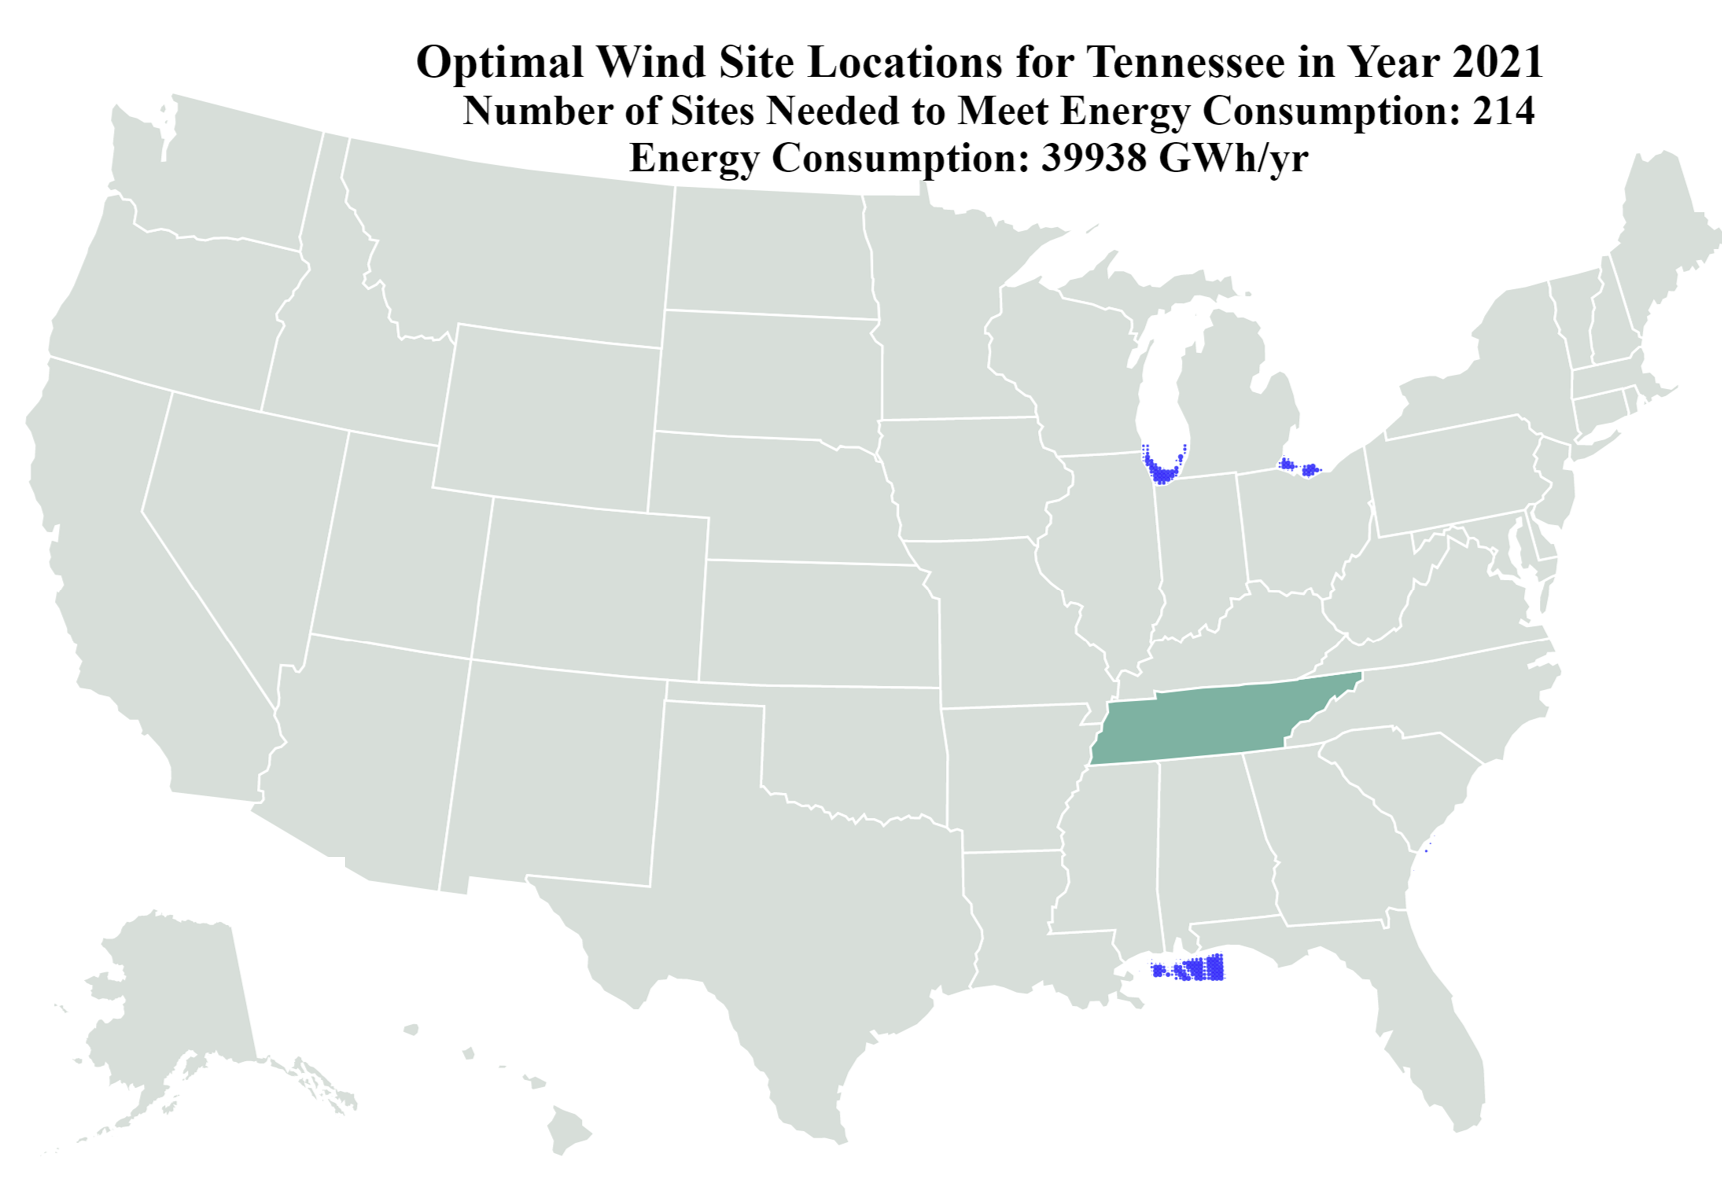 Optimal Wind Site Locations for Tennessee in Year 2021
Number of Sites Needed to Meet Energy Consumption: 214
Energy Consumption: 39938 GWh/yr